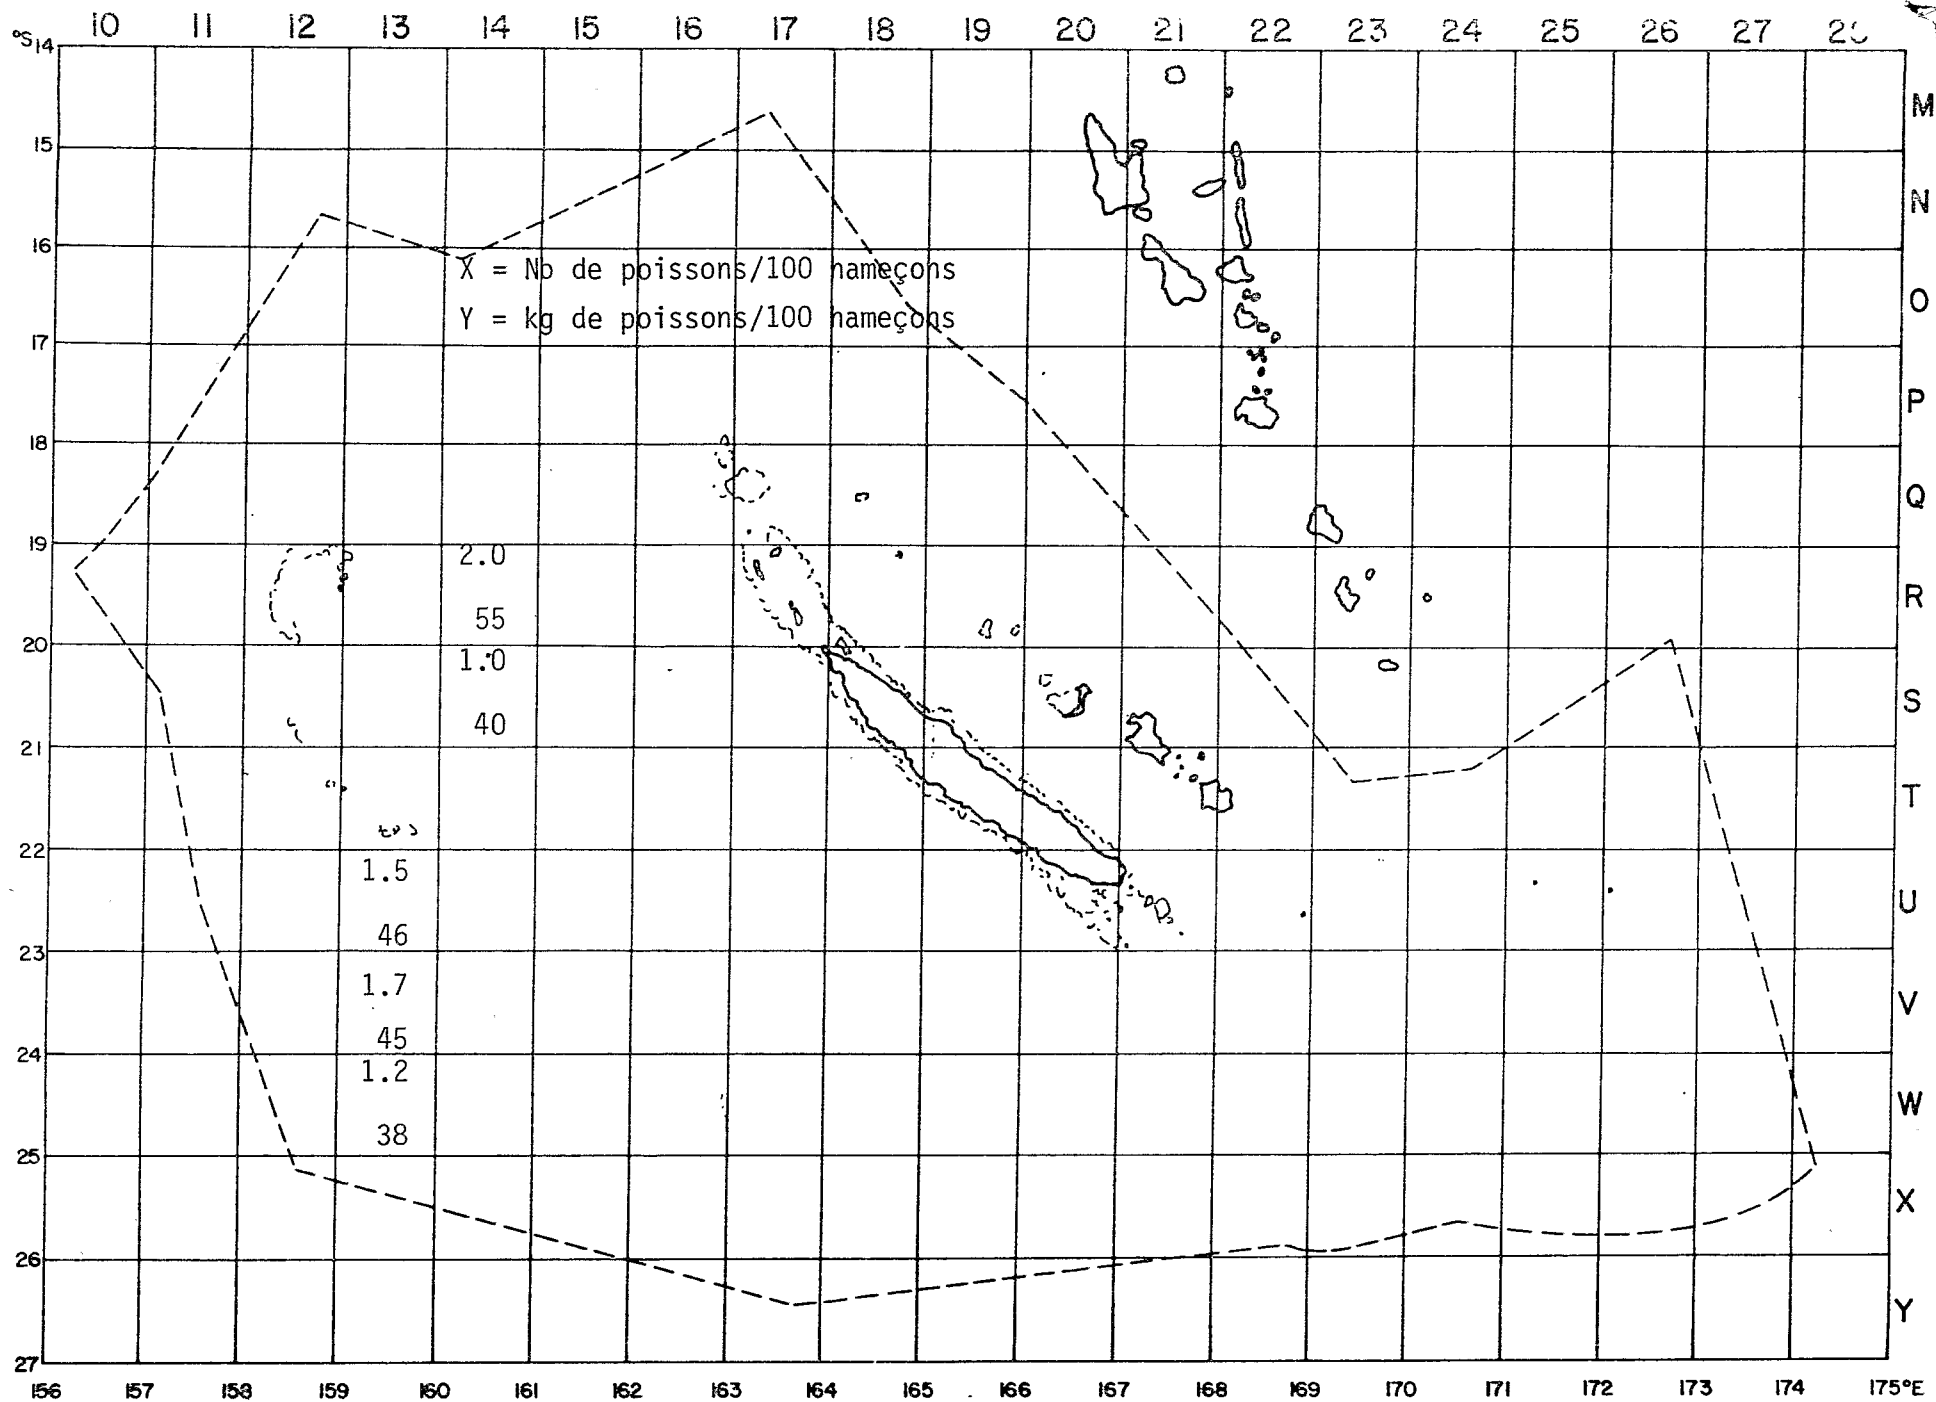 10 11 12 13 14 15 16 17 18 19 20 21 22 23 24 25 26 27
°S 14
M
15
N
16
X = Nb de poissons/100 hameçons
O
Y = kg de poissons/100 hameçons
17
P
18
Q
19
2.0
R
55
20
1.0
S
40
21
T
22
1.5
U
46
23
1.7
V
45
24
1.2
W
38
25
X
26
Y
27
156 157 158 159 160 161 162 163 164 165 166 167 168 169 170 171 172 173 174 175°E